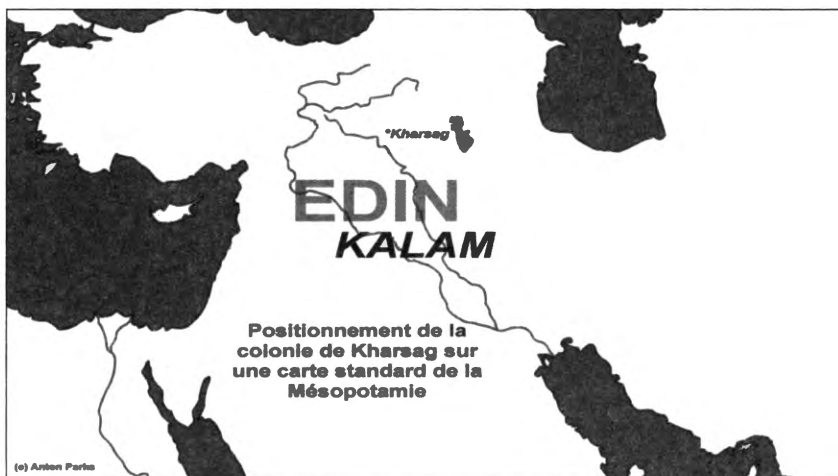 *Kharsag
EDIN
KALAM
Positionnement de la
colonie de Kharsag sur
une carte standard de la
Mésopotamie
(c) Anton Parks